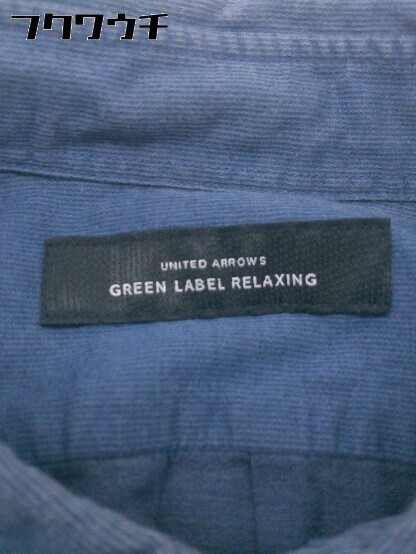 フクワウチ
UNITED ARROWS
GREEN LABEL RELAXING